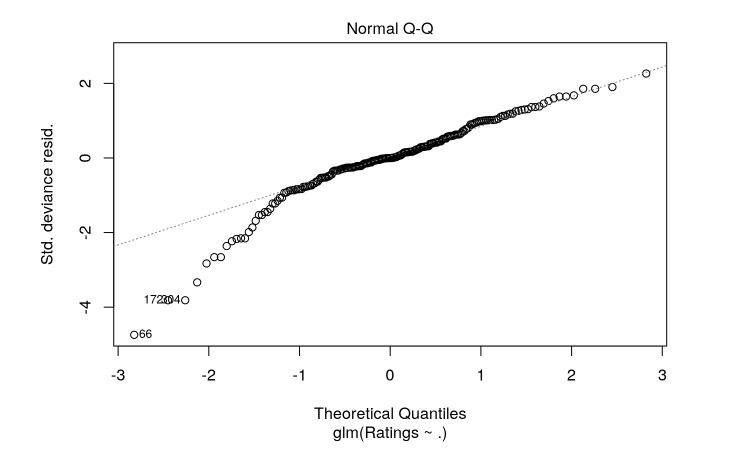 Normal Q-Q
Std. deviance resid.
2
0
-2
-4
66
-3 -2 -1 0 1 2 3
Theoretical Quantiles
glm(Ratings ~ .)